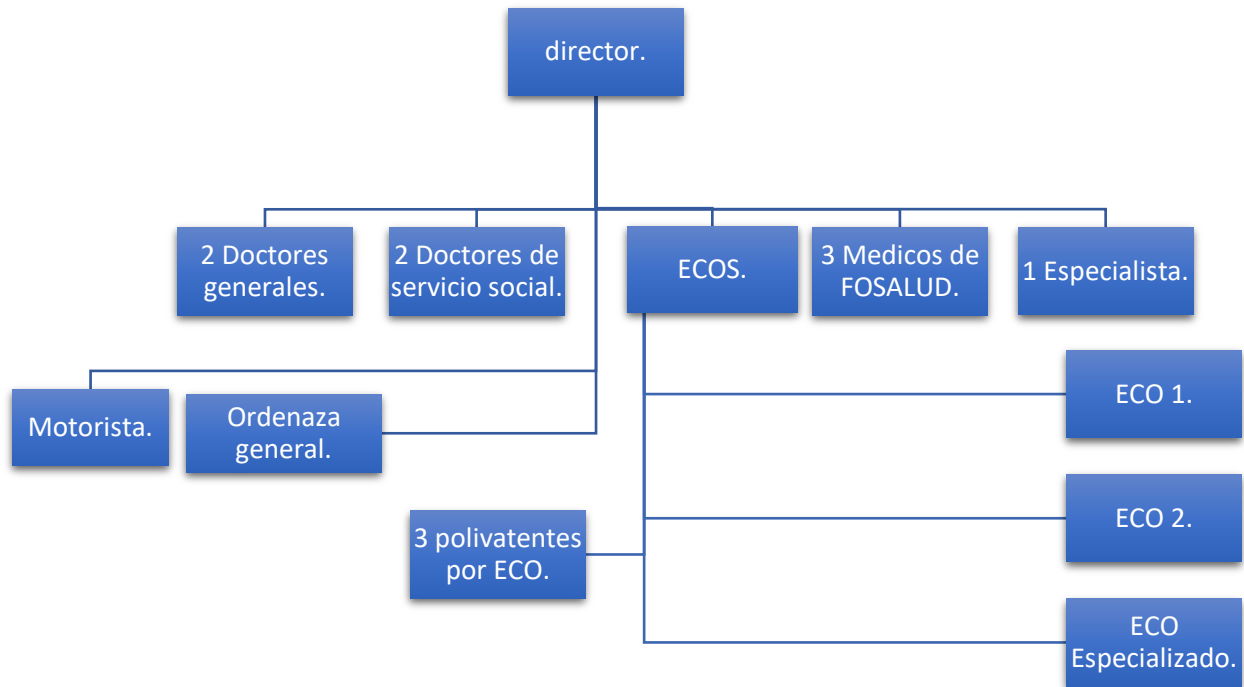 director.
2 Doctores
generales.
2 Doctores de
servicio social.
ECOS.
3 Medicos de
FOSALUD.
1 Especialista.
Motorista.
Ordenaza
general.
ECO 1.
ECO 2.
3 polivatentes
por ECO.
ECO
Especializado.